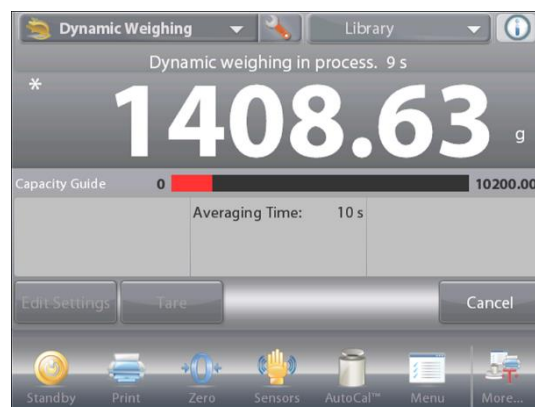 Dynamic Weighing
Library
Dynamic weighing in process. 9 s
* 1408.63 g
Capacity Guide 0 10200.00
Averaging Time: 10 s
Edit Settings Tare Cancel
Standby Print Zero Sensors AutoCal™ Menu More...